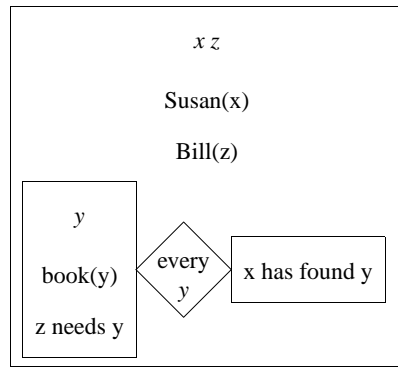 x z
Susan(x)
Bill(z)
y
book(y)
z needs y
every
y
x has found y